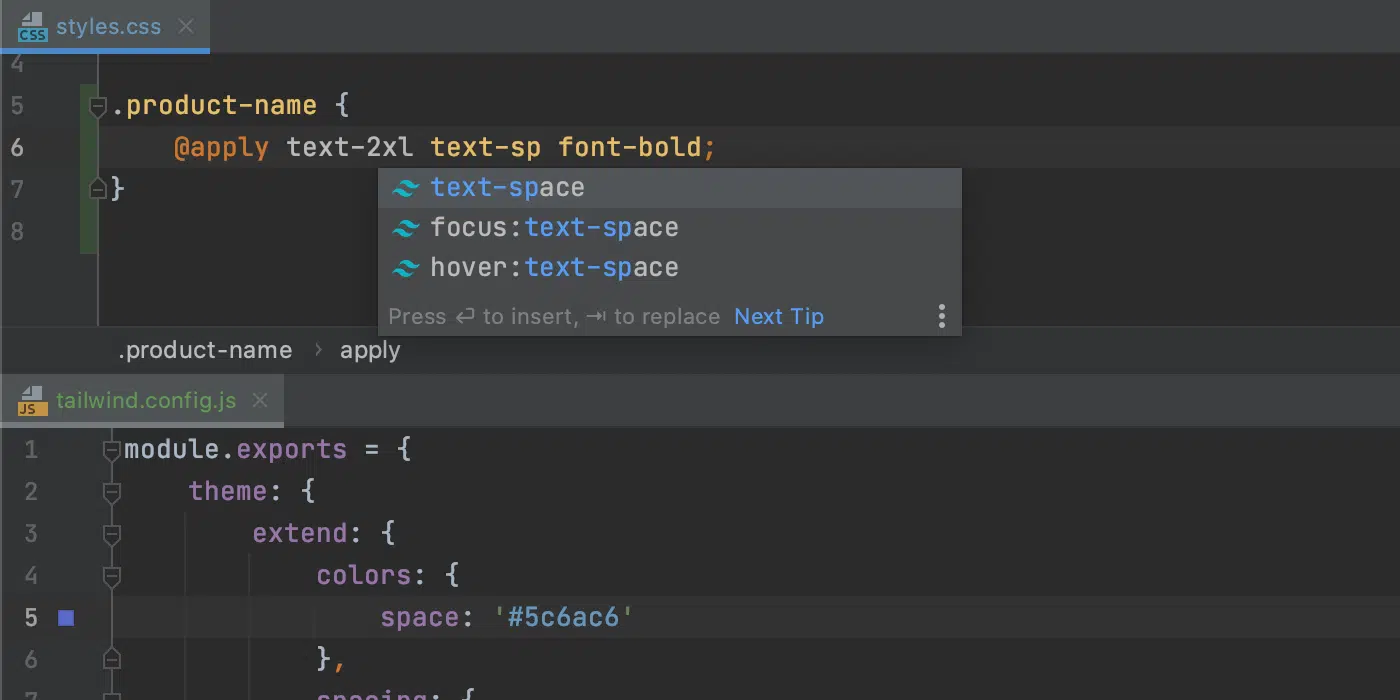 CSS styles.css
4
5 .product-name {
6 @apply text-2xl text-sp font-bold;
7 }
8
text-space
focus:text-space
hover:text-space
Press ↩ to insert, ⇥ to replace Next Tip
.product-name › apply
JS tailwind.config.js
1 module.exports = {
2 theme: {
3 extend: {
4 colors: {
5 space: '#5c6ac6'
6 },
7 spacing: {